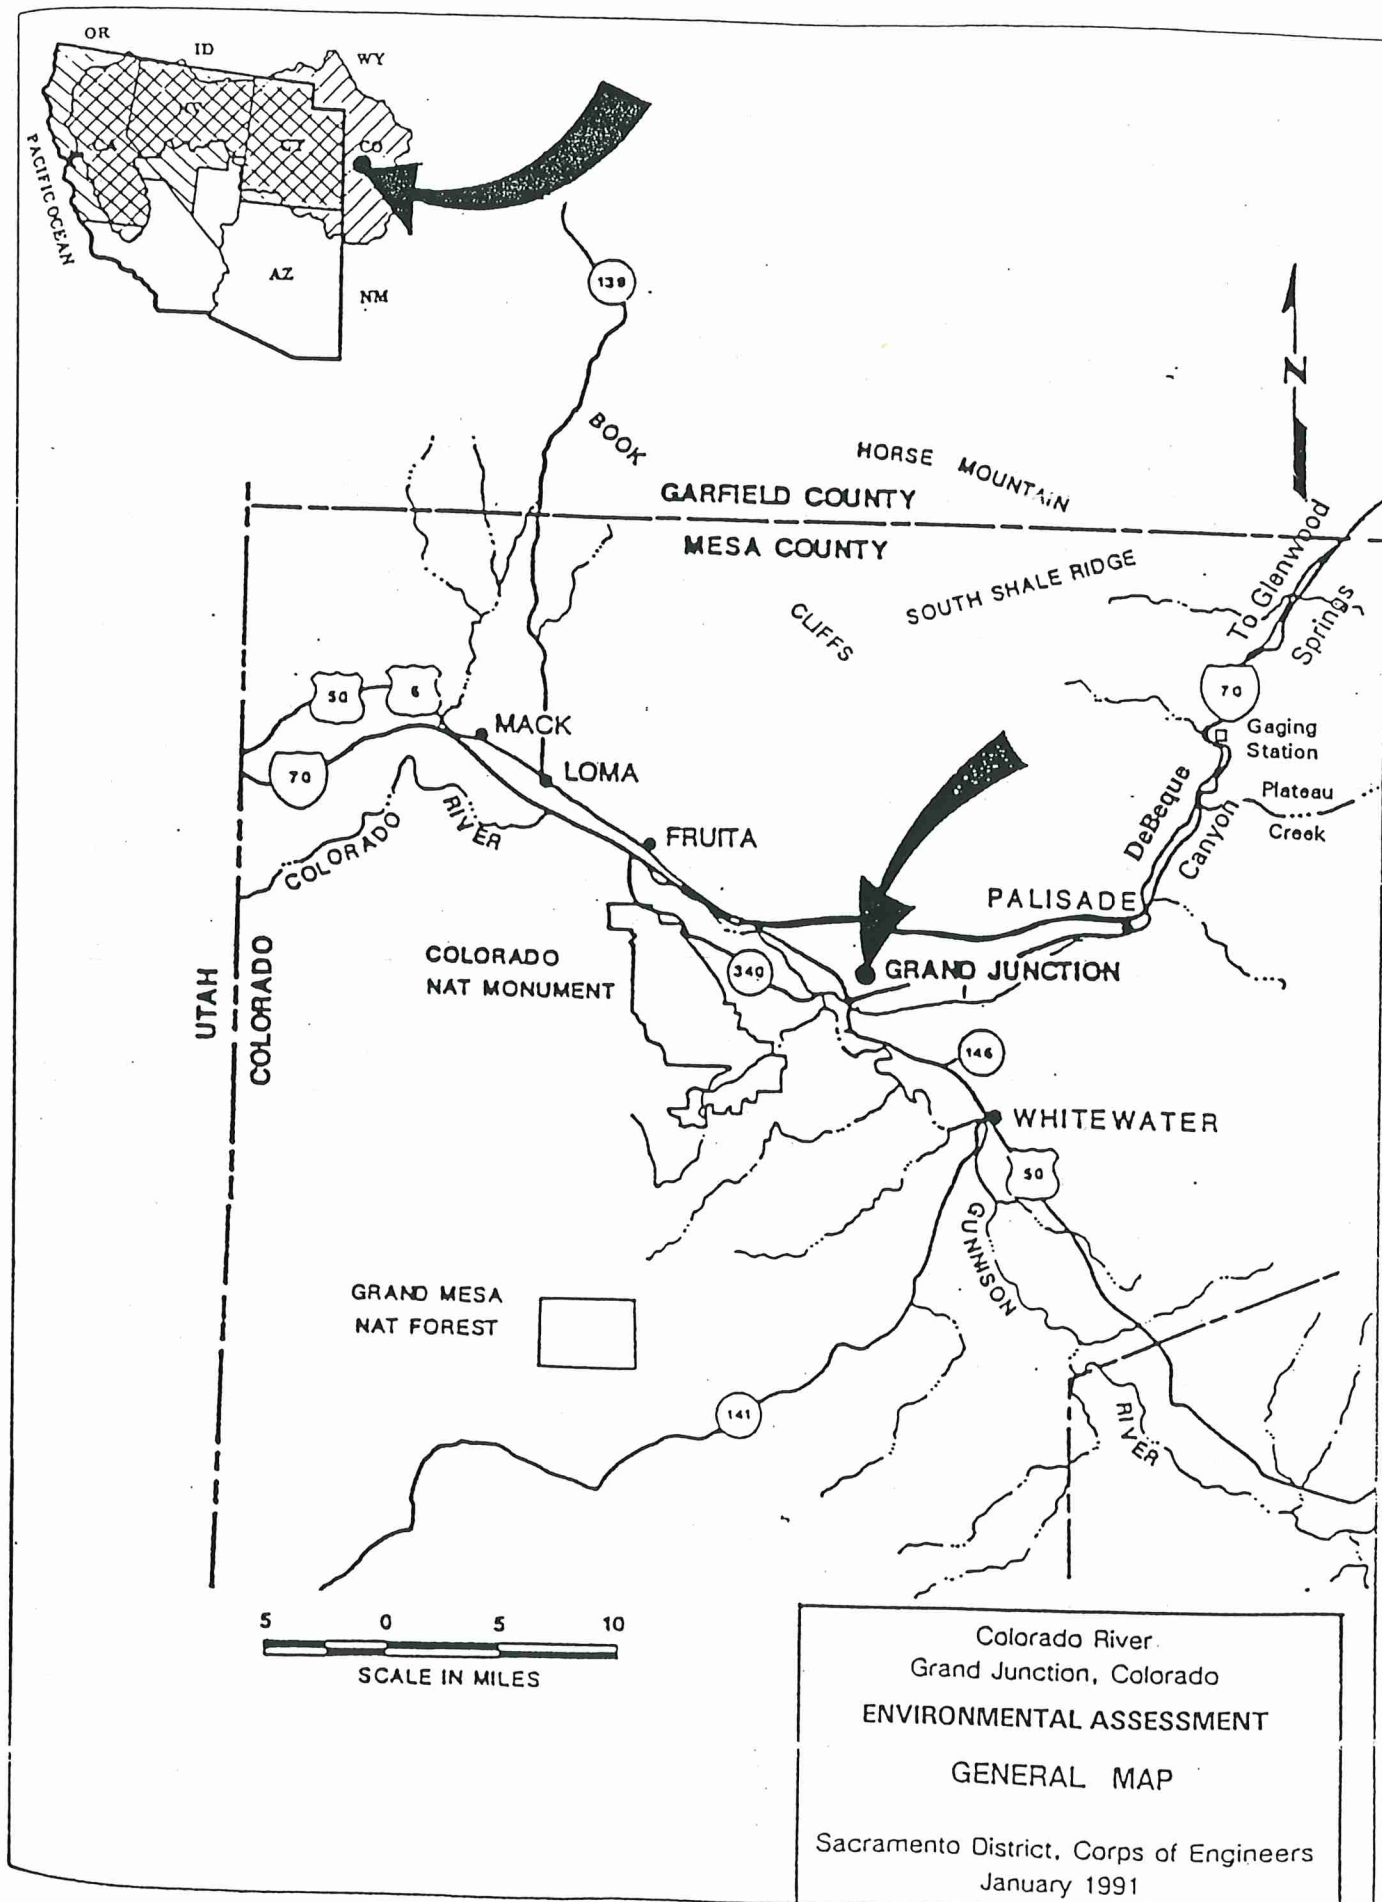 OR
ID
WY
CA
CO
PACIFIC OCEAN
AZ
NM
139
N
BOOK
HORSE MOUNTAIN
GARFIELD COUNTY
MESA COUNTY
SOUTH SHALE RIDGE
CLIFFS
To Glenwood
Springs
50
6
70
MACK
70
Gaging
Station
LOMA
Plateau
Creek
COLORADO
RIVER
DeBeque
Canyon
FRUITA
PALISADE
COLORADO
NAT MONUMENT
340
GRAND JUNCTION
UTAH
COLORADO
146
WHITEWATER
50
GUNNISON
GRAND MESA
NAT FOREST
141
RIVER
5 0 5 10
SCALE IN MILES
Colorado River
Grand Junction, Colorado
ENVIRONMENTAL ASSESSMENT
GENERAL MAP
Sacramento District, Corps of Engineers
January 1991